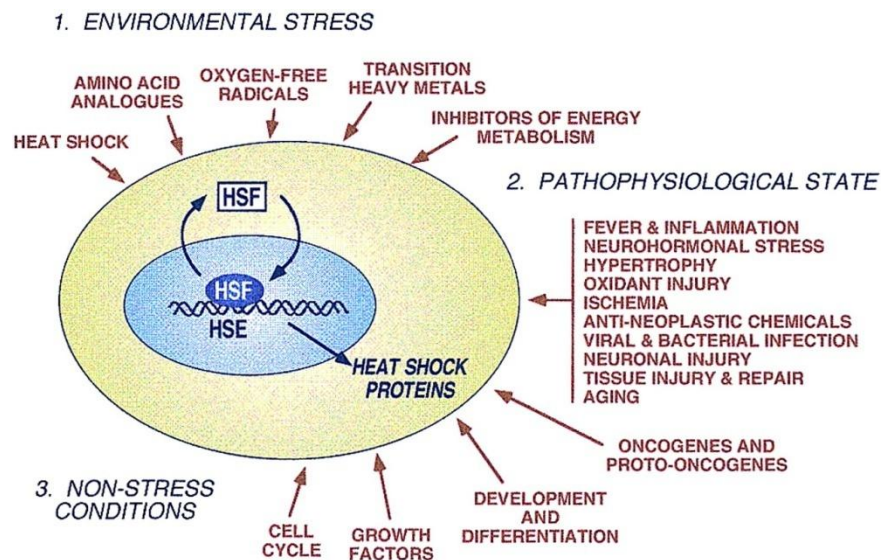 1. ENVIRONMENTAL STRESS
AMINO ACID
ANALOGUES
OXYGEN-FREE
RADICALS
TRANSITION
HEAVY METALS
INHIBITORS OF ENERGY
METABOLISM
HEAT SHOCK
2. PATHOPHYSIOLOGICAL STATE
FEVER & INFLAMMATION
NEUROHORMONAL STRESS
HYPERTROPHY
OXIDANT INJURY
ISCHEMIA
ANTI-NEOPLASTIC CHEMICALS
VIRAL & BACTERIAL INFECTION
NEURONAL INJURY
TISSUE INJURY & REPAIR
AGING
HSF
HSF
HSE
HEAT SHOCK
PROTEINS
ONCOGENES AND
PROTO-ONCOGENES
3. NON-STRESS
CONDITIONS
CELL
CYCLE
GROWTH
FACTORS
DEVELOPMENT
AND
DIFFERENTIATION